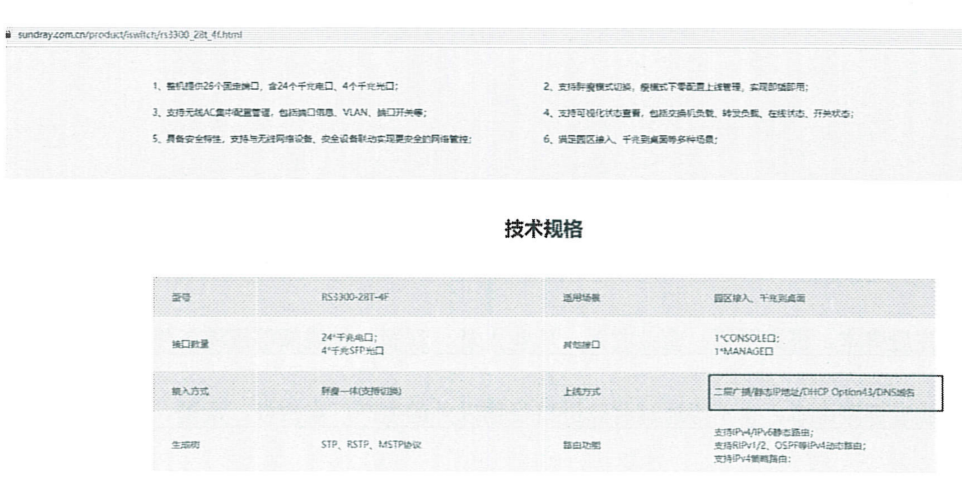 sundray.com.cn/product/iswitch/rs3300_28t_4f.html
1、整机提供28个固定端口，含24个千兆电口、4个千兆光口；
2、支持胖瘦模式切换，瘦模式下零配置上线管理，实现即插即用；
3、支持无线AC集中配置管理，包括端口信息、VLAN、端口开关等；
4、支持可视化状态查看，包括交换机负载、转发负载、在线状态、开关状态；
5、具备安全特性，支持与无线网络设备、安全设备联动实现更安全的网络管控；
6、满足园区接入、千兆到桌面等多种场景；
技术规格
型号 RS3300-28T-4F 适用场景 园区接入、千兆到桌面
接口数量 24*千兆电口； 其他接口 1*CONSOLE口；
4*千兆SFP光口 1*MANAGE口
接入方式 胖瘦一体(支持切换) 上线方式 二层广播/静态IP地址/DHCP Option43/DNS域名
生成树 STP、RSTP、MSTP协议 路由功能 支持IPv4/IPv6静态路由；
支持RIPv1/2、OSPF等IPv4动态路由；
支持IPv4策略路由；